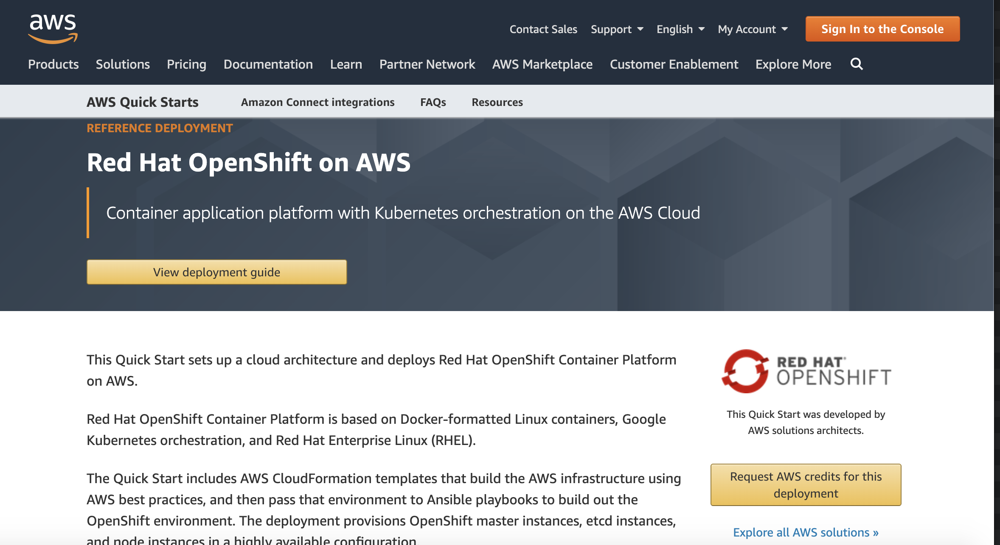 aws
Contact Sales Support English My Account Sign In to the Console
Products Solutions Pricing Documentation Learn Partner Network AWS Marketplace Customer Enablement Explore More
AWS Quick Starts Amazon Connect integrations FAQs Resources
REFERENCE DEPLOYMENT
Red Hat OpenShift on AWS
Container application platform with Kubernetes orchestration on the AWS Cloud
View deployment guide
This Quick Start sets up a cloud architecture and deploys Red Hat OpenShift Container Platform
on AWS.
Red Hat OpenShift Container Platform is based on Docker-formatted Linux containers, Google
Kubernetes orchestration, and Red Hat Enterprise Linux (RHEL).
The Quick Start includes AWS CloudFormation templates that build the AWS infrastructure using
AWS best practices, and then pass that environment to Ansible playbooks to build out the
OpenShift environment. The deployment provisions OpenShift master instances, etcd instances,
and node instances in a highly available configuration.
RED HAT®
OPENSHIFT
This Quick Start was developed by
AWS solutions architects.
Request AWS credits for this
deployment
Explore all AWS solutions »